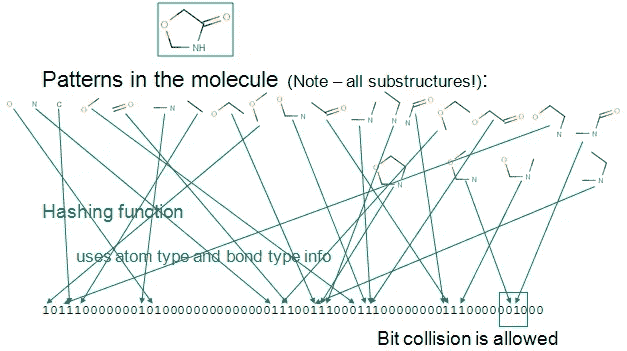 O
O
NH
Patterns in the molecule (Note – all substructures!):
O N C O O N O O O N O N N O O O O O N N O
O N O N O N N
Hashing function
uses atom type and bond type info
1011100000001010000000000000011100111000111000000001110000001000
Bit collision is allowed